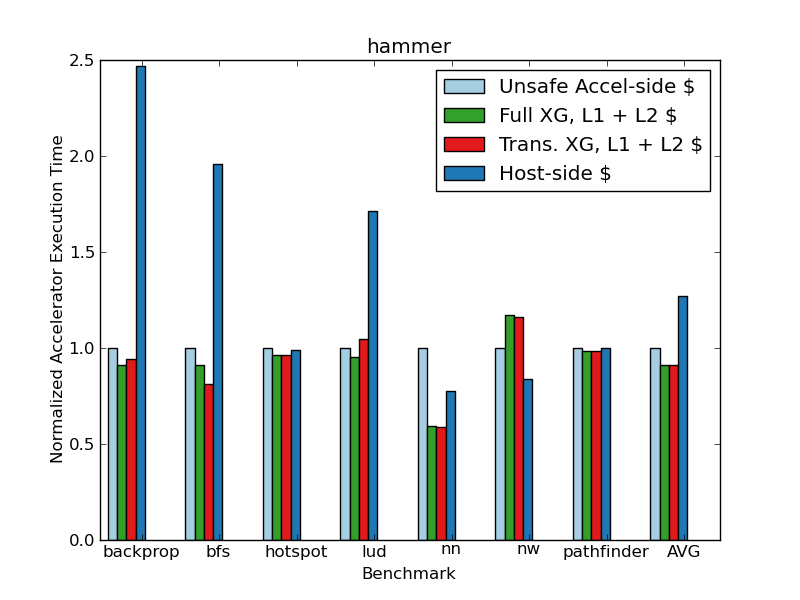 hammer
Unsafe Accel-side $
Full XG, L1 + L2 $
Trans. XG, L1 + L2 $
Host-side $
Normalized Accelerator Execution Time
2.5
2.0
1.5
1.0
0.5
0.0
backprop bfs hotspot lud nn nw pathfinder AVG
Benchmark